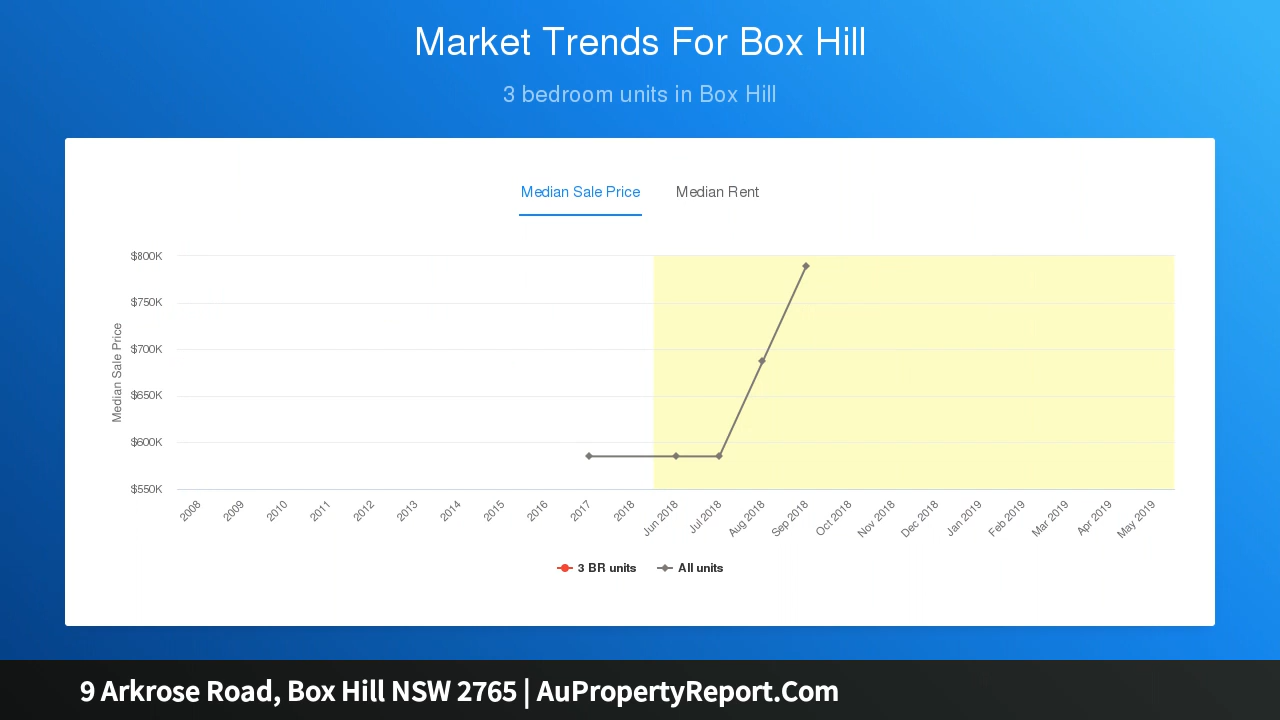 Market Trends For Box Hill
3 bedroom units in Box Hill
Median Sale Price Median Rent
Median Sale Price
$800K
$750K
$700K
$650K
$600K
$550K
2008 2009 2010 2011 2012 2013 2014 2015 2016 2017 2018 Jun 2018 Jul 2018 Aug 2018 Sep 2018 Oct 2018 Nov 2018 Dec 2018 Jan 2019 Feb 2019 Mar 2019 Apr 2019 May 2019
3 BR units All units
9 Arkrose Road, Box Hill NSW 2765 | AuPropertyReport.Com